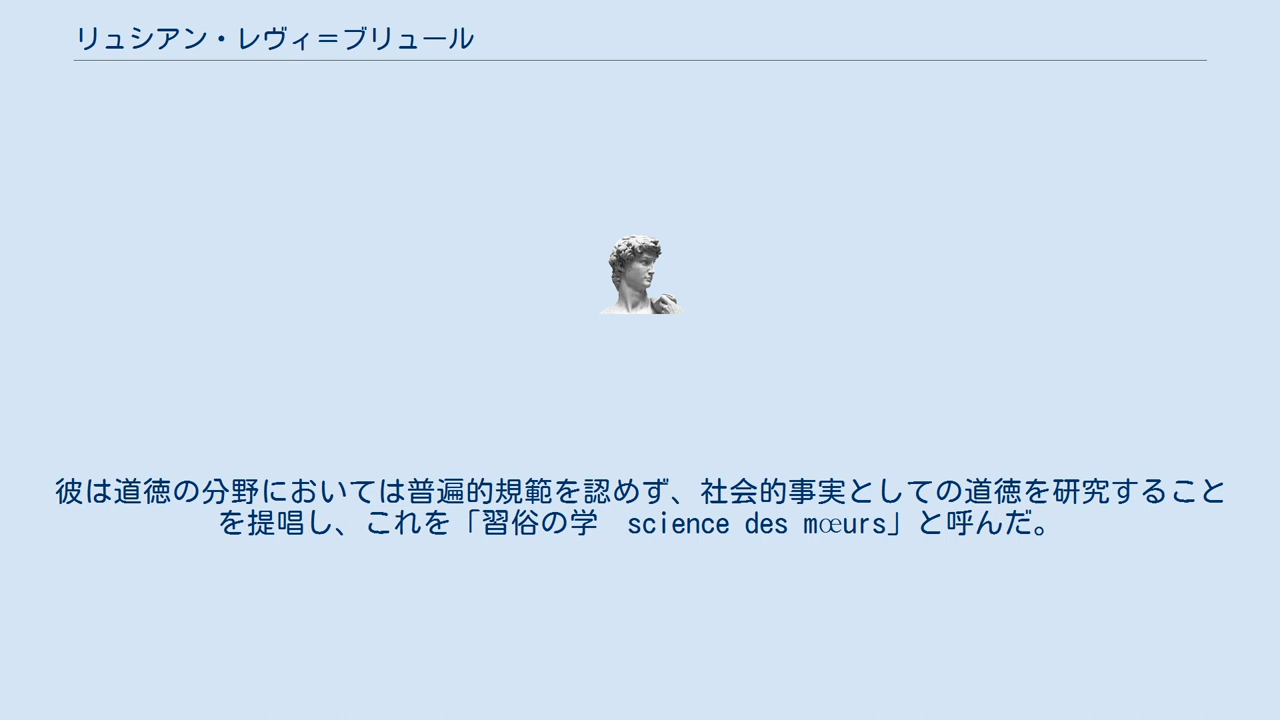 リュシアン・レヴィ＝ブリュール
彼は道徳の分野においては普遍的規範を認めず、社会的事実としての道徳を研究すること
を提唱し、これを「習俗の学　science des mœurs」と呼んだ。